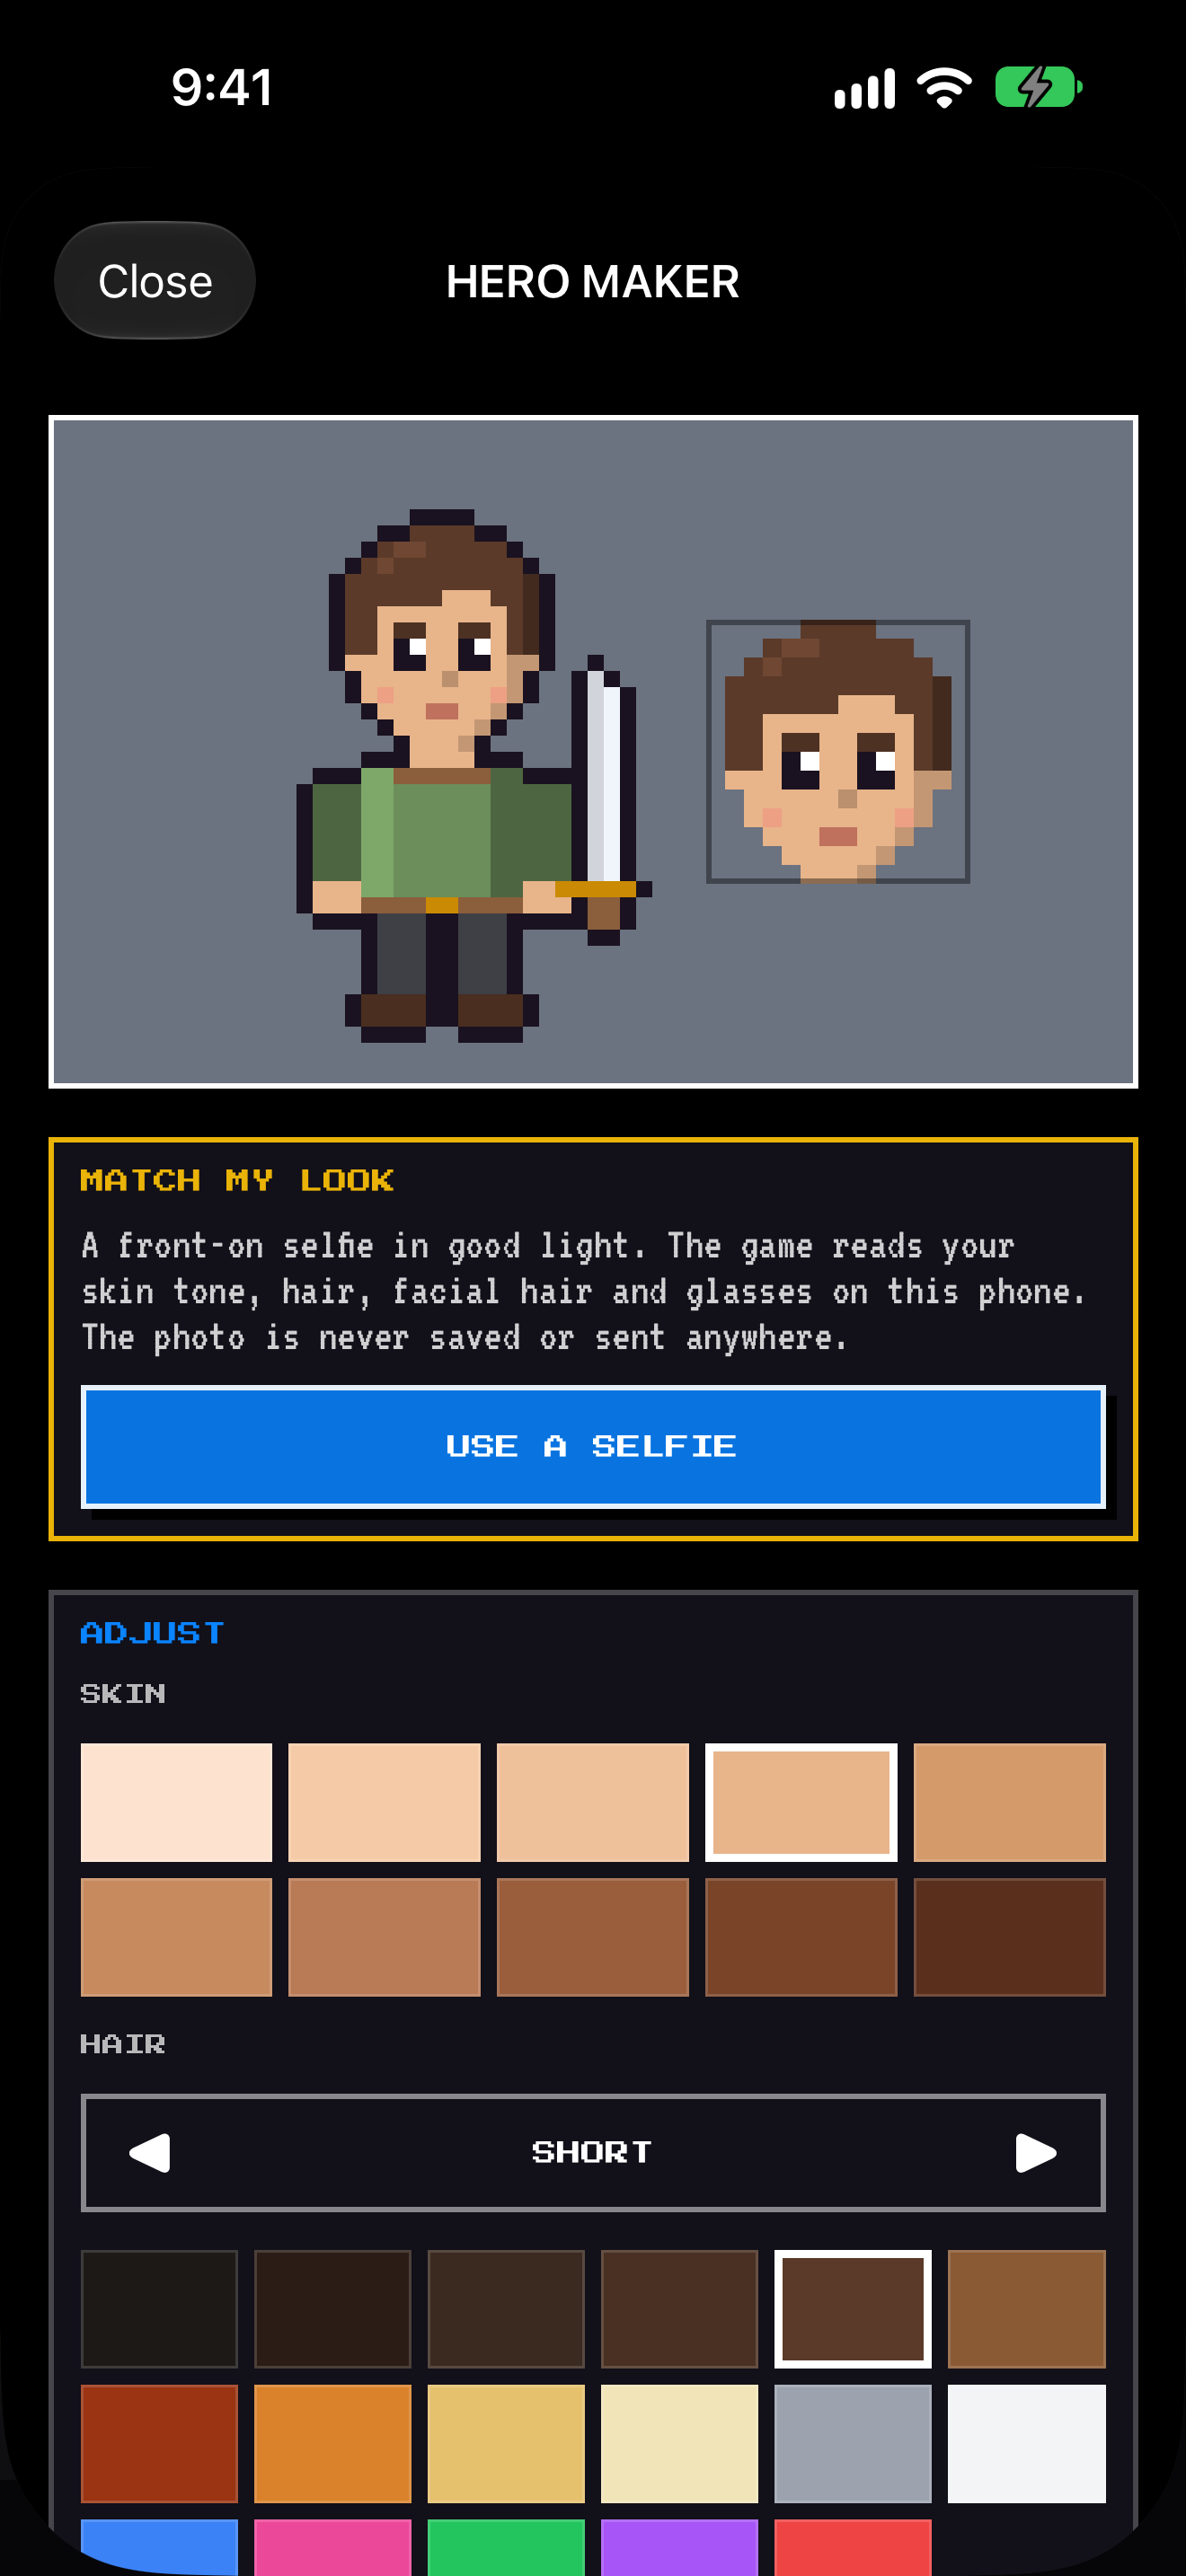 9:41
Close
HERO MAKER
MATCH MY LOOK
A front-on selfie in good light. The game reads your
skin tone, hair, facial hair and glasses on this phone.
The photo is never saved or sent anywhere.
USE A SELFIE
ADJUST
SKIN
HAIR
SHORT